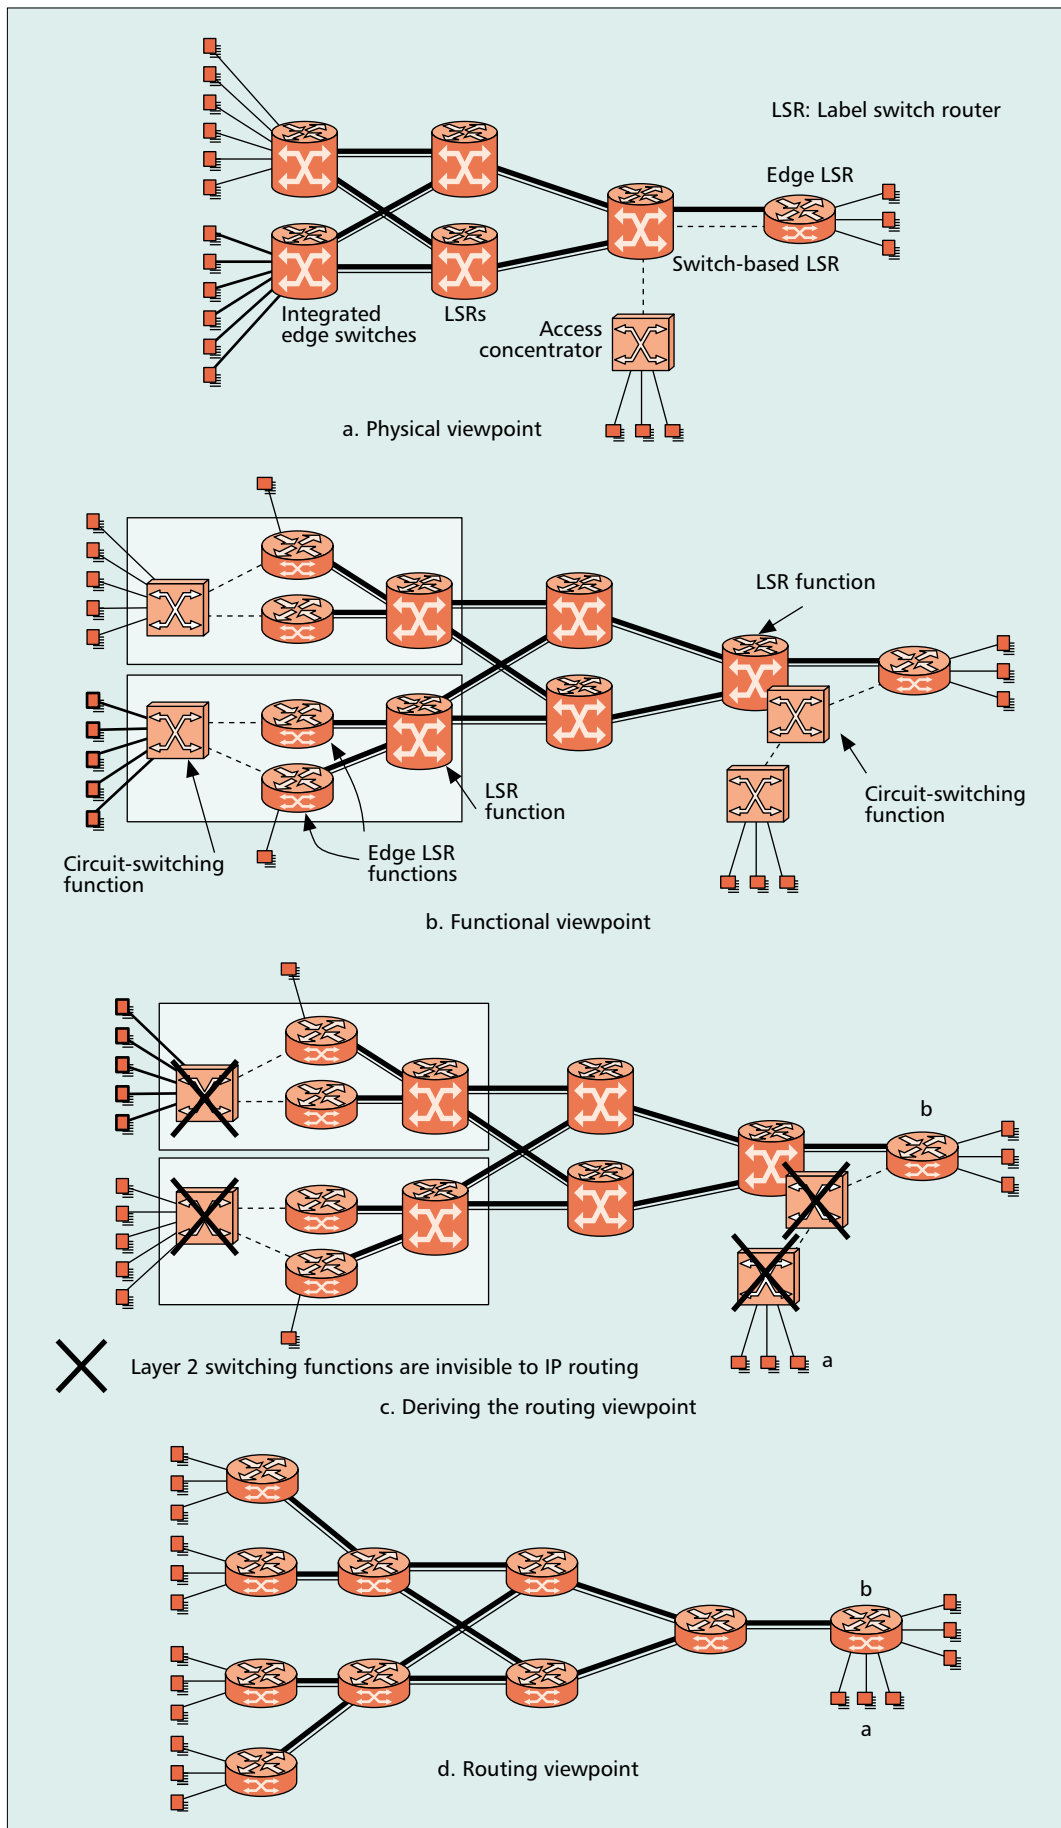 LSR: Label switch router
Edge LSR
Switch-based LSR
Integrated
edge switches
LSRs
Access
concentrator
a. Physical viewpoint
LSR function
LSR
function
Circuit-switching
function
Edge LSR
functions
Circuit-switching
function
b. Functional viewpoint
b
a
Layer 2 switching functions are invisible to IP routing
c. Deriving the routing viewpoint
b
a
d. Routing viewpoint